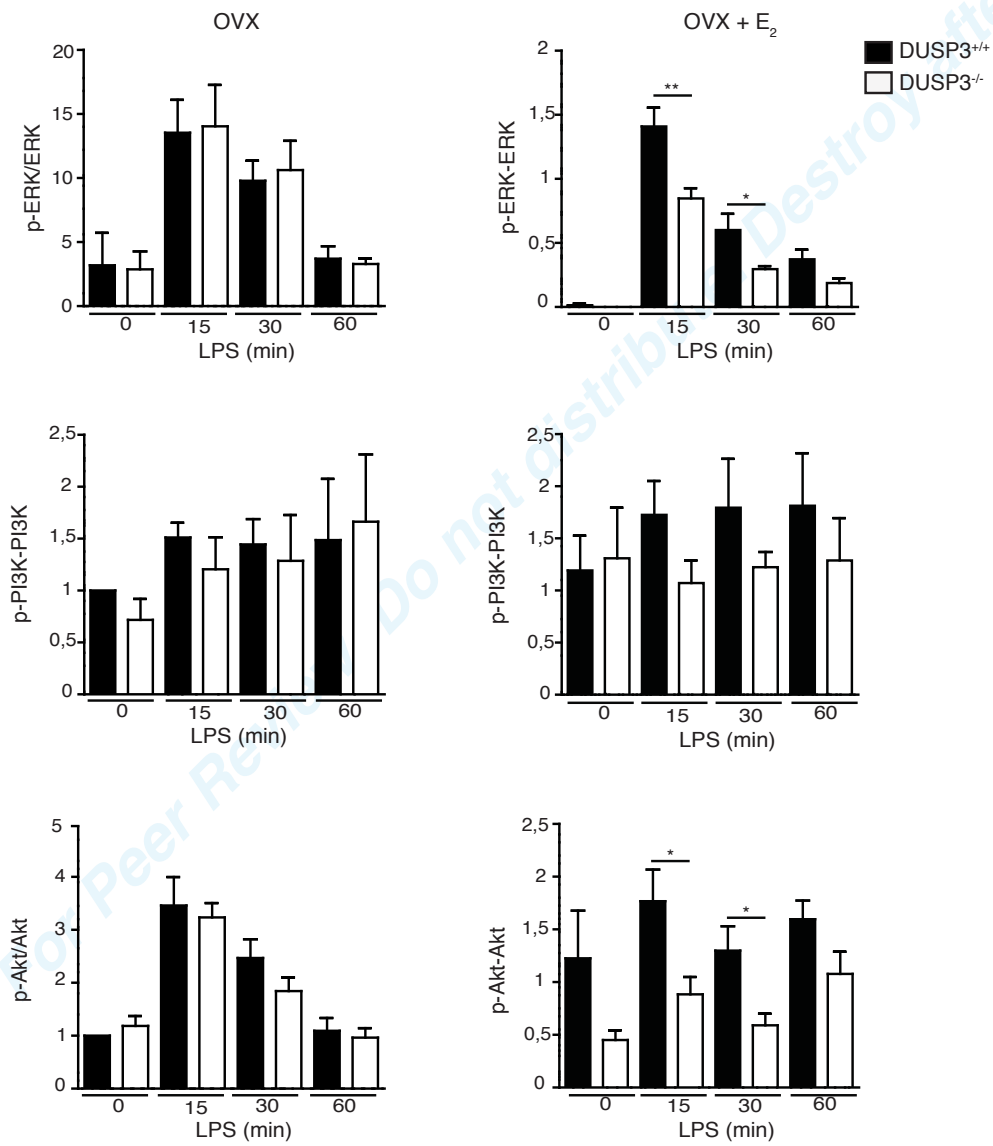 OVX
OVX + E2
DUSP3+/+
DUSP3-/-
p-ERK/ERK
20
15
10
5
0
0 15 30 60
LPS (min)
p-ERK-ERK
2
1,5
1
0,5
0
**
*
0 15 30 60
LPS (min)
p-PI3K-PI3K
2,5
2
1,5
1
0,5
0
0 15 30 60
LPS (min)
p-PI3K-PI3K
2,5
2
1,5
1
0,5
0
0 15 30 60
LPS (min)
p-Akt/Akt
5
4
3
2
1
0
0 15 30 60
LPS (min)
p-Akt-Akt
2,5
2
1,5
1
0,5
0
*
*
0 15 30 60
LPS (min)
For Peer Review. Do not distribute. Destroy after